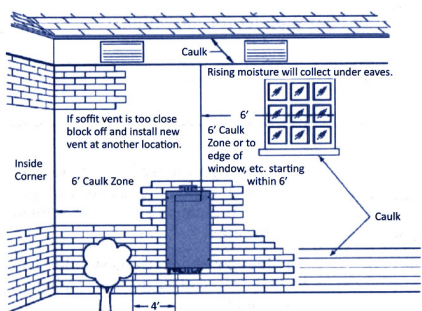 Caulk
Rising moisture will collect under eaves.
If soffit vent is too close
block off and install new
vent at another location.
6'
6' Caulk
Zone or to
edge of
window, etc. starting
within 6'
Inside
Corner
6' Caulk Zone
Caulk
4'